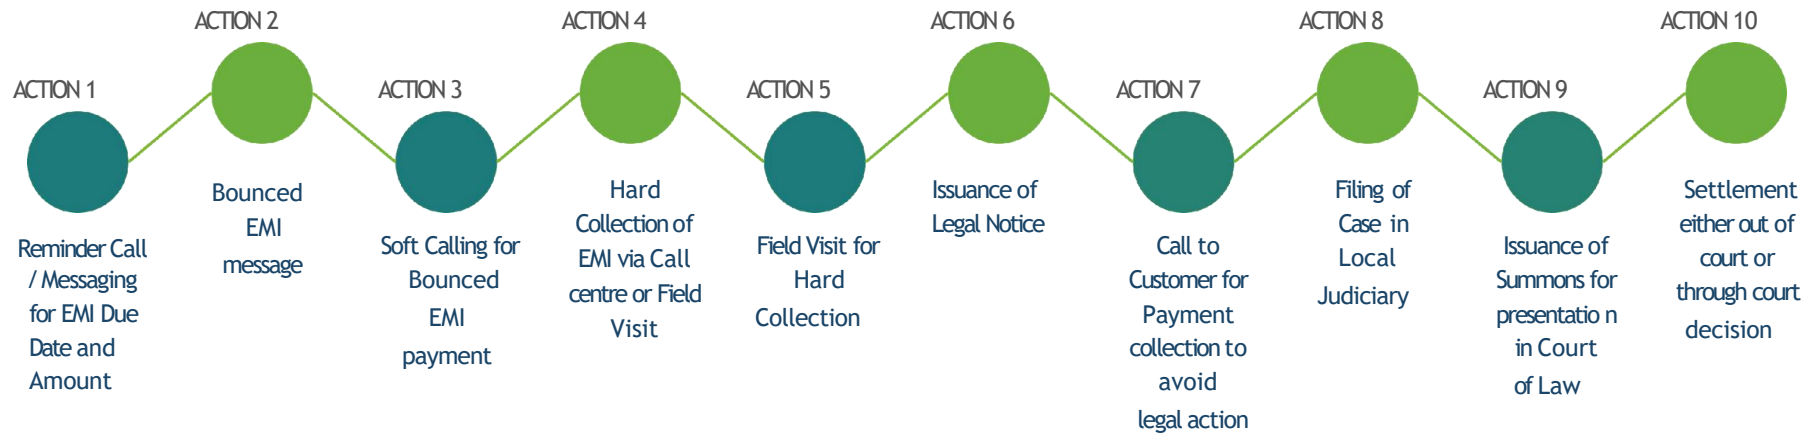 ACTION 1
Reminder Call
/ Messaging
for EMI Due
Date and
Amount
ACTION 2
Bounced
EMI
message
ACTION 3
Soft Calling for
Bounced
EMI
payment
ACTION 4
Hard
Collection of
EMI via Call
centre or Field
Visit
ACTION 5
Field Visit for
Hard
Collection
ACTION 6
Issuance of
Legal Notice
ACTION 7
Call to
Customer for
Payment
collection to
avoid
legal action
ACTION 8
Filing of
Case in
Local
Judiciary
ACTION 9
Issuance of
Summons for
presentatio n
in Court
of Law
ACTION 10
Settlement
either out of
court or
through court
decision